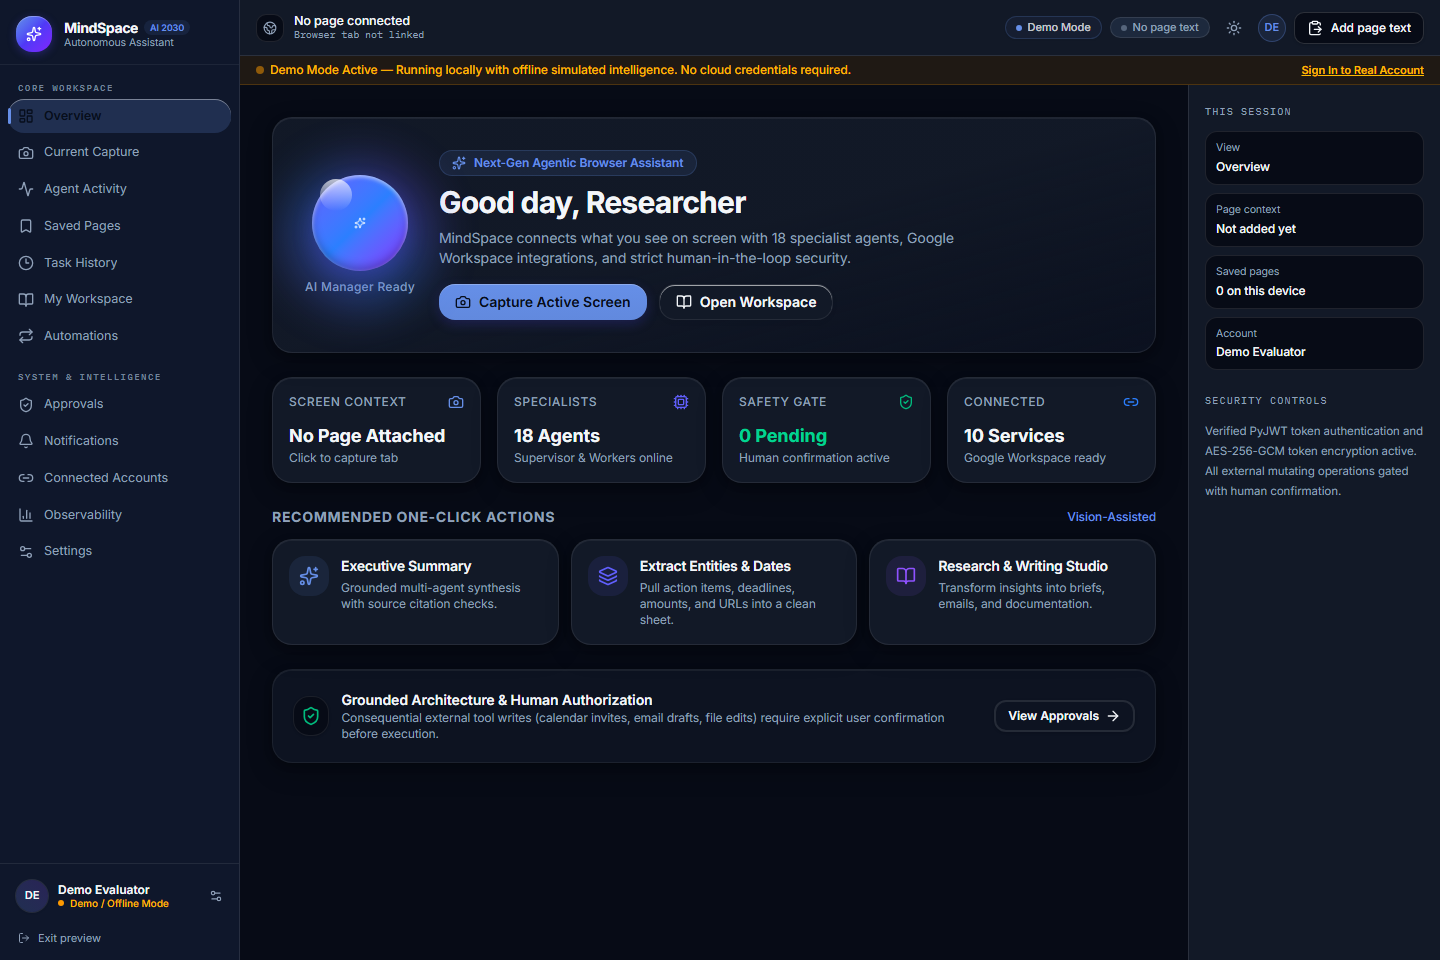 MindSpace AI 2030
Autonomous Assistant
CORE WORKSPACE
Overview
Current Capture
Agent Activity
Saved Pages
Task History
My Workspace
Automations
SYSTEM & INTELLIGENCE
Approvals
Notifications
Connected Accounts
Observability
Settings
DE
Demo Evaluator
Demo / Offline Mode
Exit preview
No page connected
Browser tab not linked
Demo Mode
No page text
DE
Add page text
Demo Mode Active — Running locally with offline simulated intelligence. No cloud credentials required.
Sign In to Real Account
AI Manager Ready
Next-Gen Agentic Browser Assistant
Good day, Researcher
MindSpace connects what you see on screen with 18 specialist agents, Google
Workspace integrations, and strict human-in-the-loop security.
Capture Active Screen
Open Workspace
SCREEN CONTEXT
No Page Attached
Click to capture tab
SPECIALISTS
18 Agents
Supervisor & Workers online
SAFETY GATE
0 Pending
Human confirmation active
CONNECTED
10 Services
Google Workspace ready
RECOMMENDED ONE-CLICK ACTIONS
Vision-Assisted
Executive Summary
Grounded multi-agent synthesis
with source citation checks.
Extract Entities & Dates
Pull action items, deadlines,
amounts, and URLs into a clean
sheet.
Research & Writing Studio
Transform insights into briefs,
emails, and documentation.
Grounded Architecture & Human Authorization
Consequential external tool writes (calendar invites, email drafts, file edits) require explicit user confirmation
before execution.
View Approvals
THIS SESSION
View
Overview
Page context
Not added yet
Saved pages
0 on this device
Account
Demo Evaluator
SECURITY CONTROLS
Verified PyJWT token authentication and
AES-256-GCM token encryption active.
All external mutating operations gated
with human confirmation.